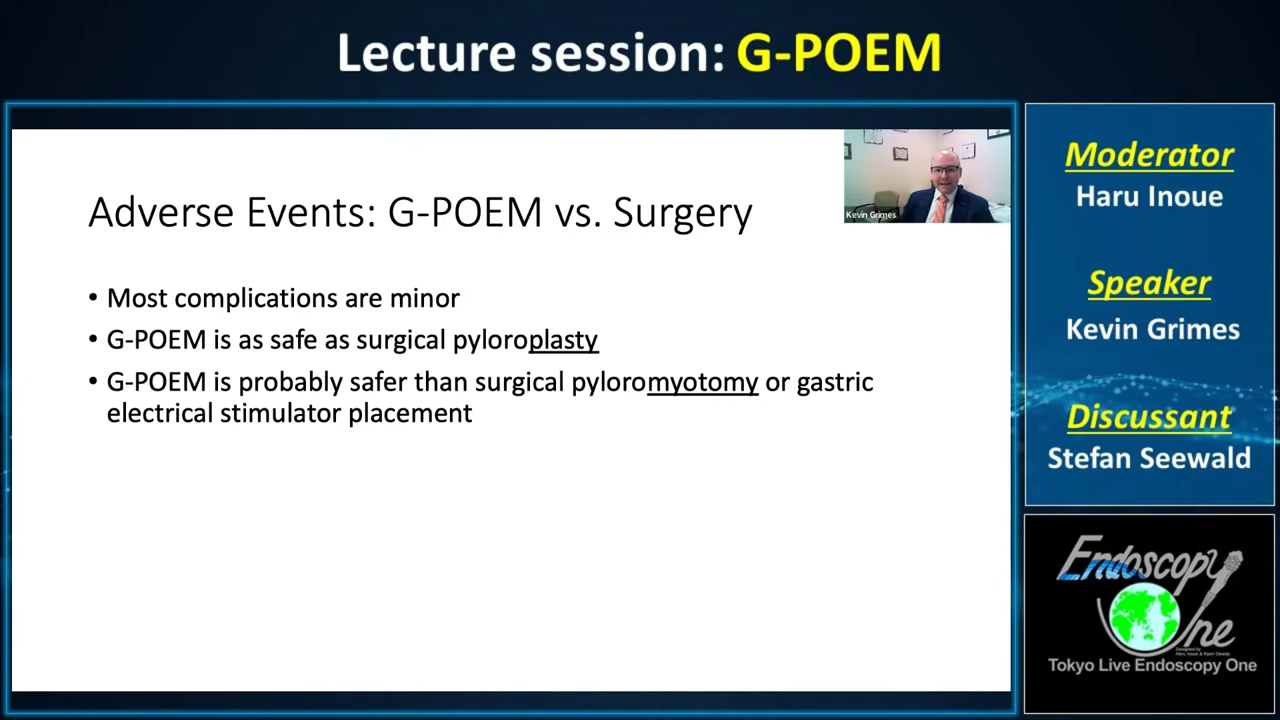 Lecture session: G-POEM
Adverse Events: G-POEM vs. Surgery
Kevin Grimes
• Most complications are minor
• G-POEM is as safe as surgical pyloroplasty
• G-POEM is probably safer than surgical pyloromyotomy or gastric
electrical stimulator placement
Moderator
Haru Inoue
Speaker
Kevin Grimes
Discussant
Stefan Seewald
Endoscopy
One
Designed by
Tokyo Live Endoscopy One